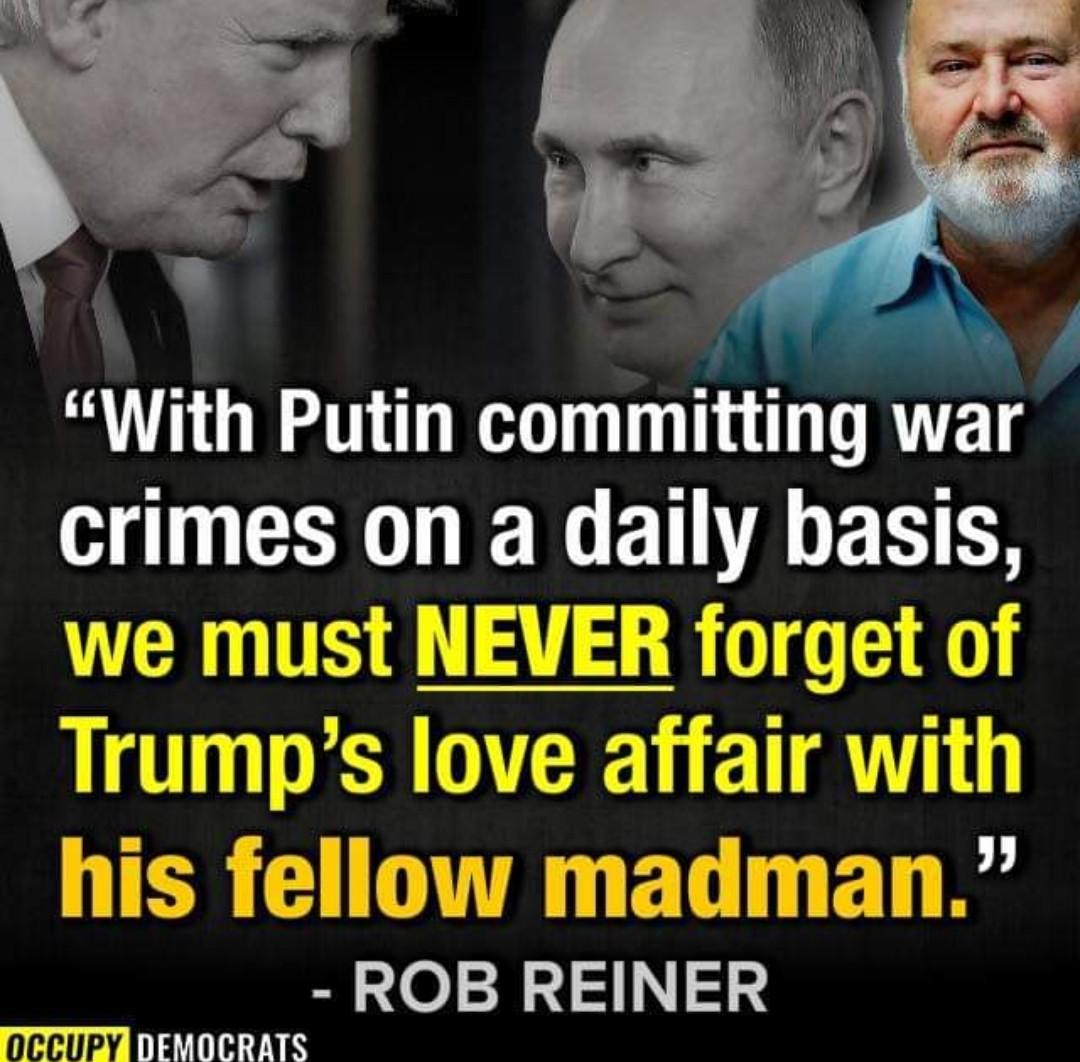 “With Putin committing war
crimes on a daily basis,
we must NEVER forget of
Trump’s love affair with
his fellow madman.”
- ROB REINER
OCCUPY DEMOCRATS